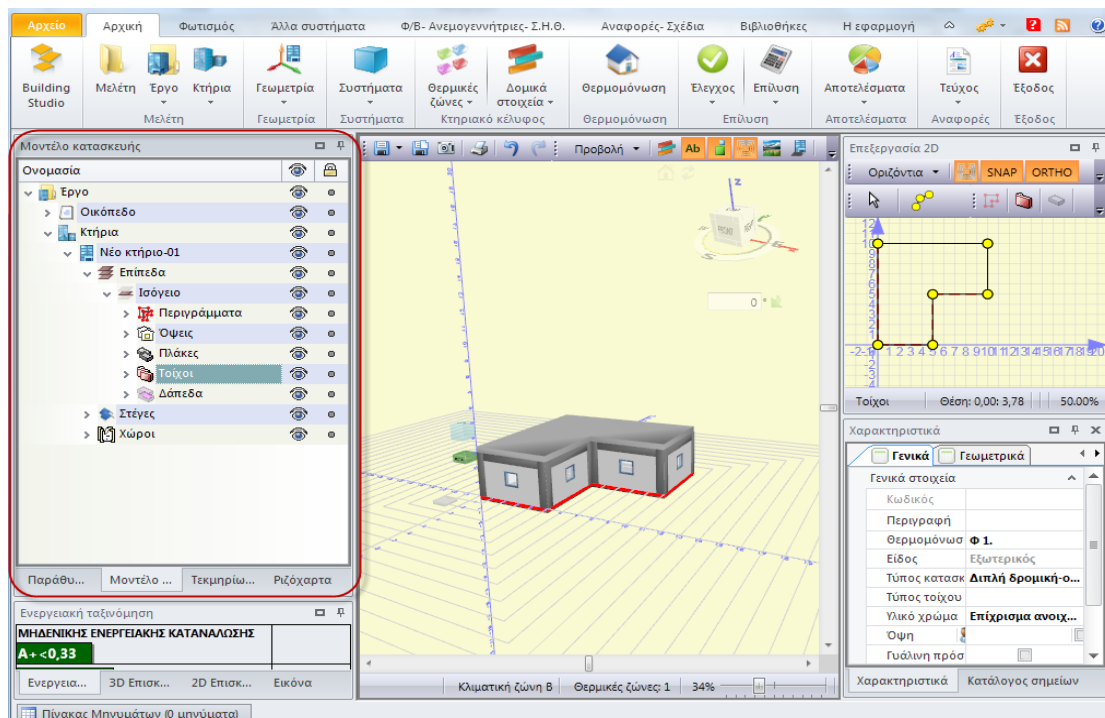 Αρχείο Αρχική Φωτισμός Άλλα συστήματα Φ/Β- Ανεμογεννήτριες- Σ.Η.Θ. Αναφορές- Σχέδια Βιβλιοθήκες Η εφαρμογή
Building Studio Μελέτη Έργο Κτήρια Γεωμετρία Συστήματα Θερμικές ζώνες Δομικά στοιχεία Θερμομόνωση Έλεγχος Επίλυση Αποτελέσματα Τεύχος Έξοδος
Μελέτη Γεωμετρία Συστήματα Κτηριακό κέλυφος Θερμομόνωση Επίλυση Αποτελέσματα Αναφορές Έξοδος
Μοντέλο κατασκευής
Ονομασία
Έργο
Οικόπεδο
Κτήρια
Νέο κτήριο-01
Επίπεδα
Ισόγειο
Περιγράμματα
Όψεις
Πλάκες
Τοίχοι
Δάπεδα
Στέγες
Χώροι
Παράθυ... Μοντέλο ... Τεκμηρίω... Ριζόχαρτα
Ενεργειακή ταξινόμηση
ΜΗΔΕΝΙΚΗΣ ΕΝΕΡΓΕΙΑΚΗΣ ΚΑΤΑΝΑΛΩΣΗΣ
A+ <0,33
Ενεργεια... 3D Επισκ... 2D Επισκ... Εικόνα
Πίνακας Μηνυμάτων (0 μηνύματα)
Προβολή Ab
Z
FRONT
0 °
Κλιματική ζώνη Β Θερμικές ζώνες: 1 34%
Επεξεργασία 2D
Οριζόντια SNAP ORTHO
Τοίχοι Θέση: 0,00: 3,78 50.00%
Χαρακτηριστικά
Γενικά Γεωμετρικά
Γενικά στοιχεία
Κωδικός
Περιγραφή
Θερμομόνωσ Φ 1.
Είδος Εξωτερικός
Τύπος κατασκ Διπλή δρομική-ο...
Τύπος τοίχου
Υλικό χρώμα Επίχρισμα ανοιχ...
Όψη
Γυάλινη πρόσ
Χαρακτηριστικά Κατάλογος σημείων